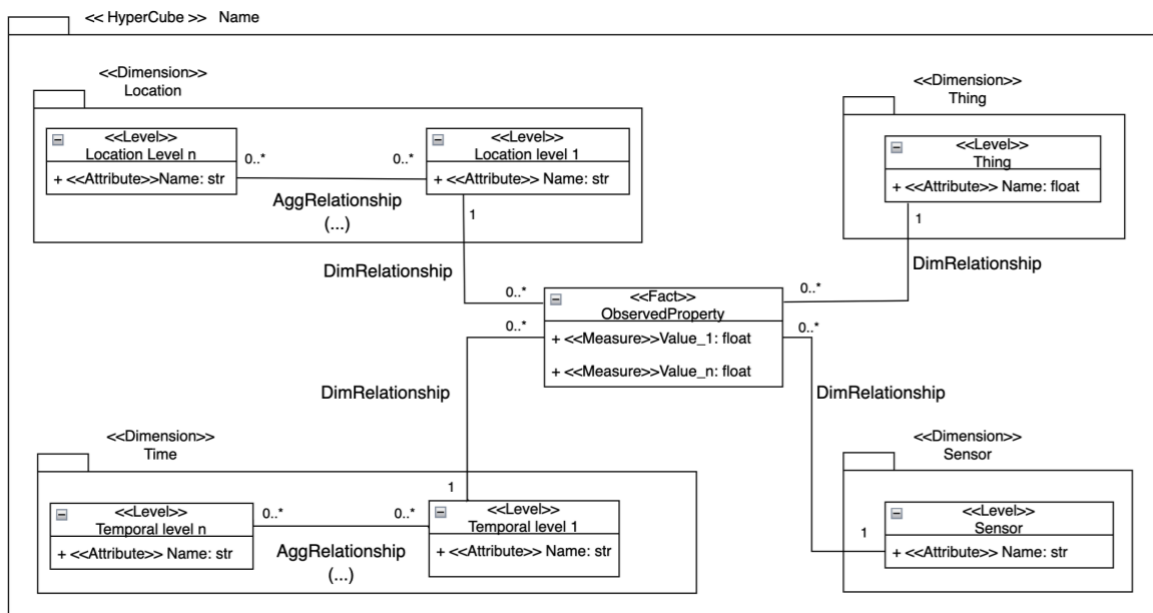 << HyperCube >> Name
<<Dimension>>
Location
<<Level>>
Location Level n
+ <<Attribute>>Name: str
0..*
0..*
AggRelationship
(...)
<<Level>>
Location level 1
+ <<Attribute>>Name: str
1
DimRelationship
0..*
<<Dimension>>
Thing
<<Level>>
Thing
+ <<Attribute>> Name: float
1
DimRelationship
0..*
<<Fact>>
ObservedProperty
+ <<Measure>>Value_1: float
+ <<Measure>>Value_n: float
0..*
DimRelationship
0..*
DimRelationship
<<Dimension>>
Time
<<Level>>
Temporal level n
+ <<Attribute>> Name: str
0..*
0..*
AggRelationship
(...)
1
<<Level>>
Temporal level 1
+ <<Attribute>> Name: str
<<Dimension>>
Sensor
1
<<Level>>
Sensor
+ <<Attribute>> Name: str